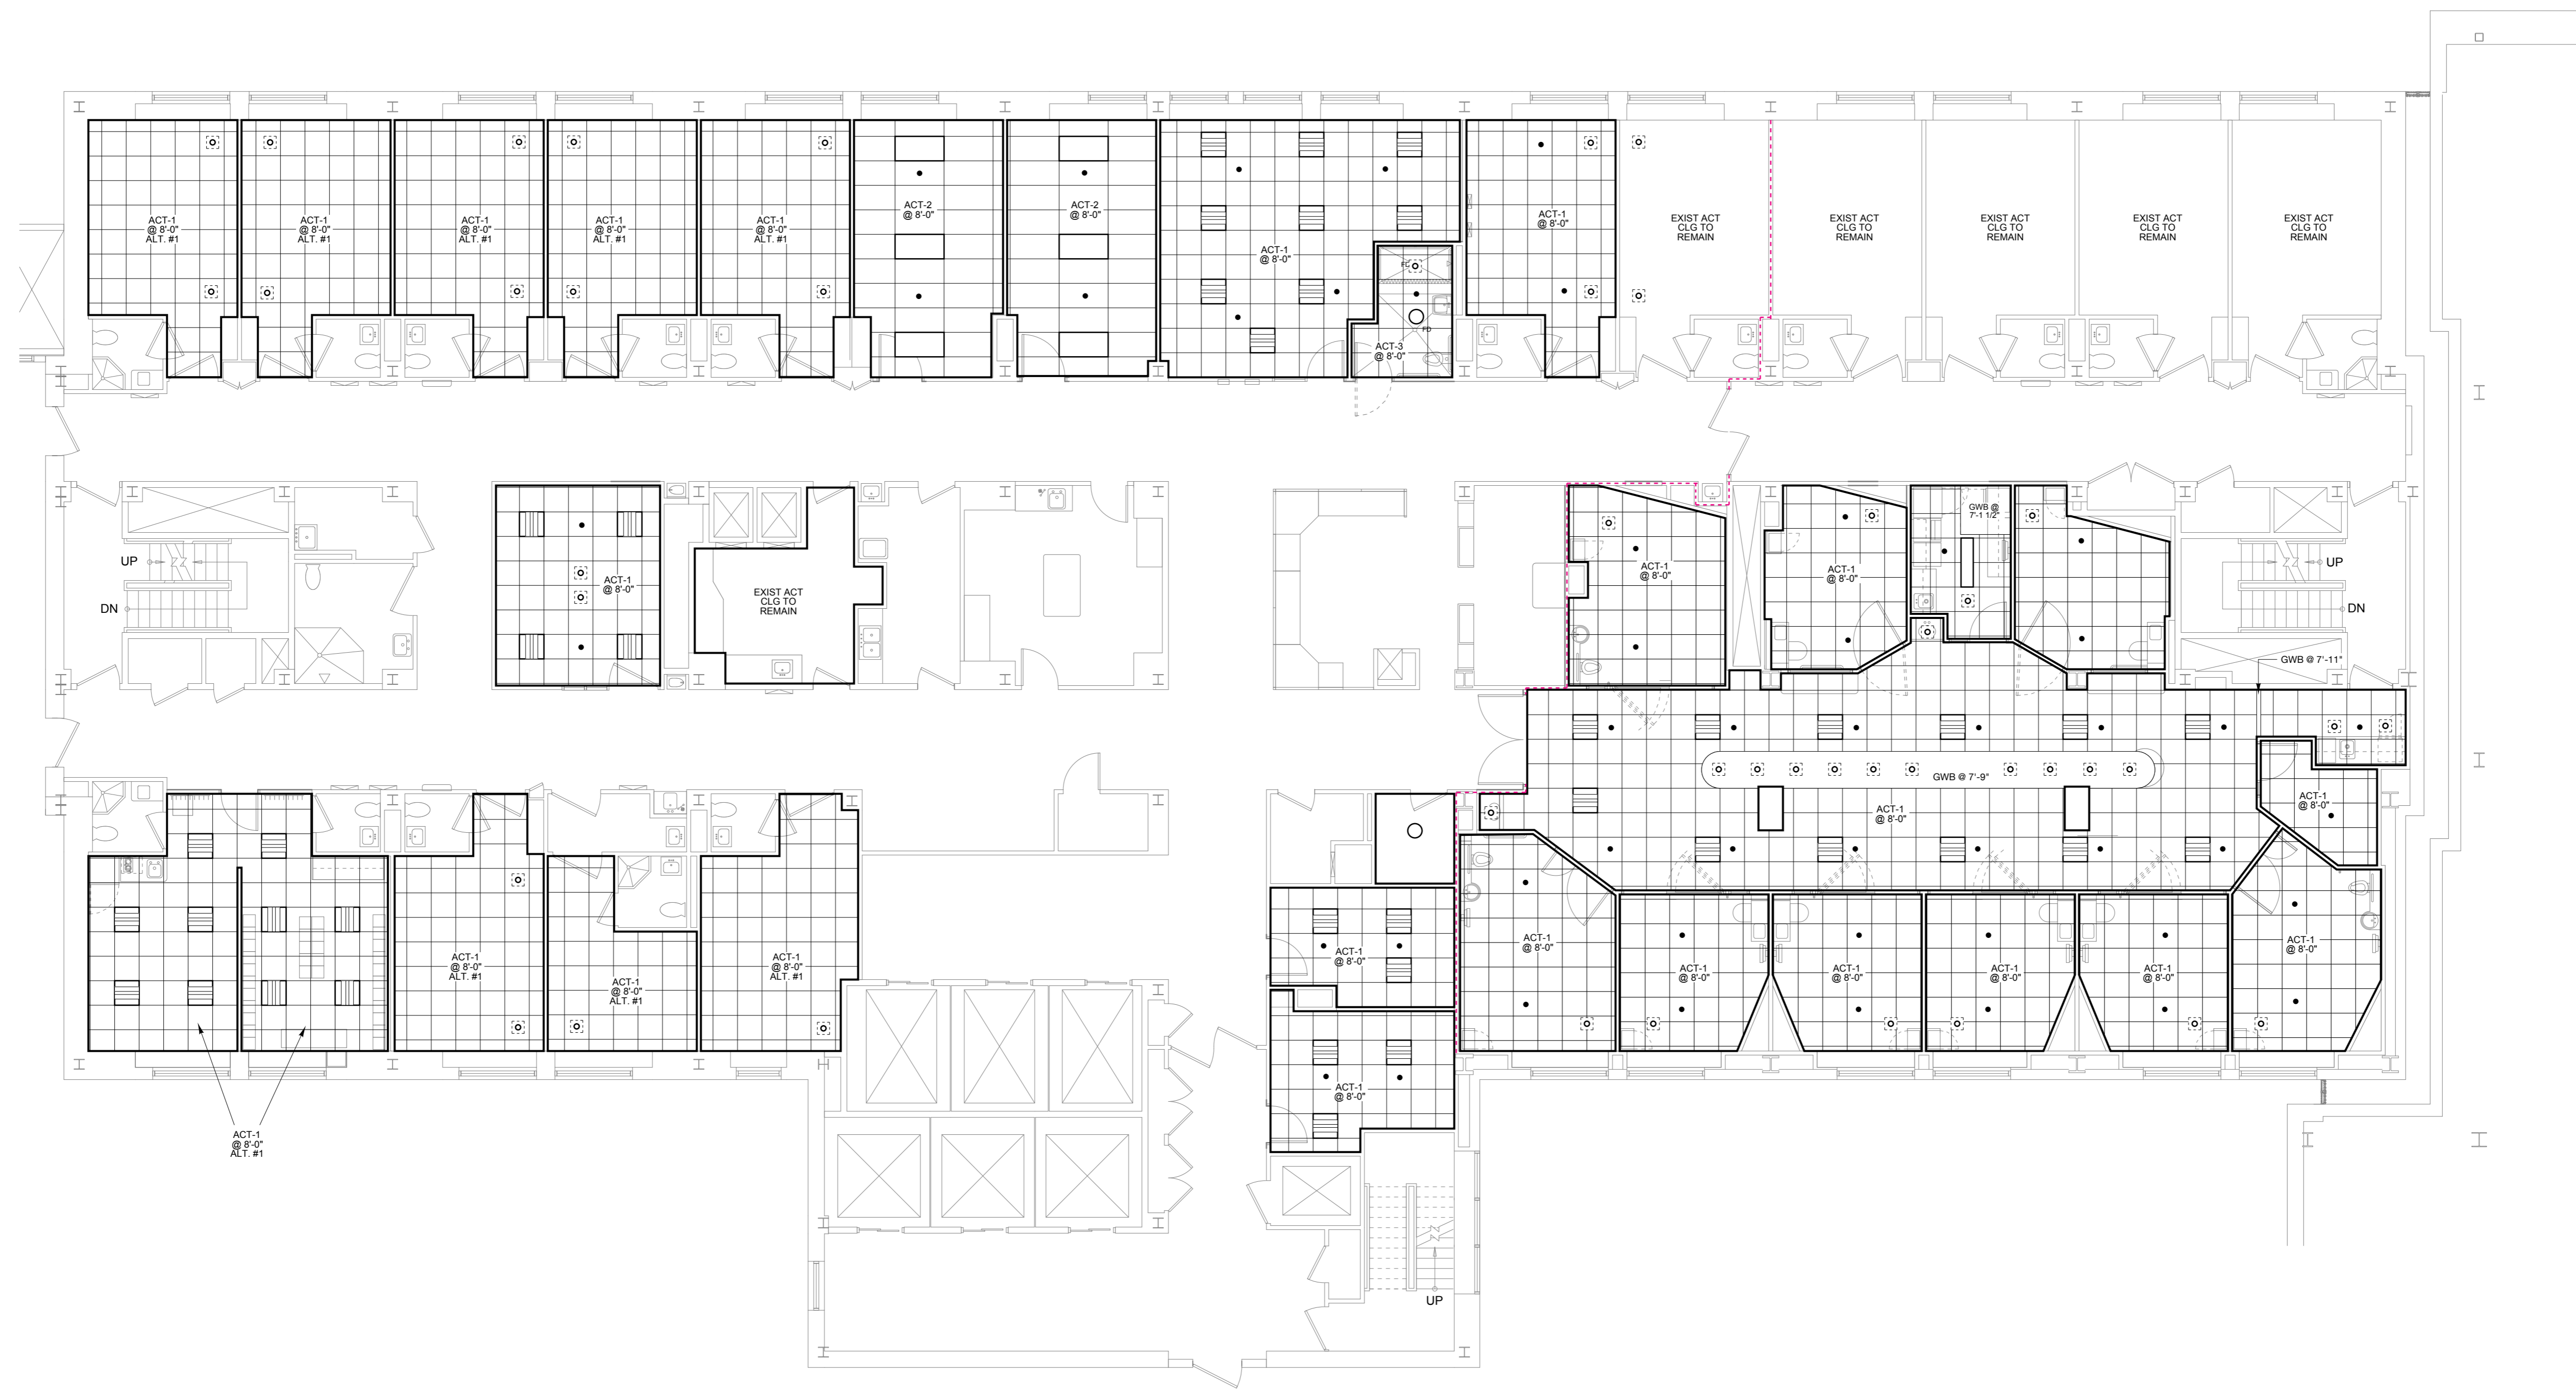 ACT-1
@ 8'-0"
ALT. #1
ACT-1
@ 8'-0"
ALT. #1
ACT-1
@ 8'-0"
ALT. #1
ACT-1
@ 8'-0"
ALT. #1
ACT-1
@ 8'-0"
ALT. #1
ACT-2
@ 8'-0"
ACT-2
@ 8'-0"
ACT-1
@ 8'-0"
FD
FD
ACT-3
@ 8'-0"
ACT-1
@ 8'-0"
EXIST ACT
CLG TO
REMAIN
EXIST ACT
CLG TO
REMAIN
EXIST ACT
CLG TO
REMAIN
EXIST ACT
CLG TO
REMAIN
EXIST ACT
CLG TO
REMAIN
UP
DN
ACT-1
@ 8'-0"
EXIST ACT
CLG TO
REMAIN
ACT-1
@ 8'-0"
ACT-1
@ 8'-0"
GWB @
7'-1 1/2"
UP
DN
GWB @ 7'-11"
GWB @ 7'-9"
ACT-1
@ 8'-0"
ACT-1
@ 8'-0"
ACT-1
@ 8'-0"
ALT. #1
ACT-1
@ 8'-0"
ALT. #1
ACT-1
@ 8'-0"
ALT. #1
ACT-1
@ 8'-0"
ACT-1
@ 8'-0"
ACT-1
@ 8'-0"
ACT-1
@ 8'-0"
ACT-1
@ 8'-0"
ACT-1
@ 8'-0"
ACT-1
@ 8'-0"
ACT-1
@ 8'-0"
ACT-1
@ 8'-0"
ALT. #1
UP